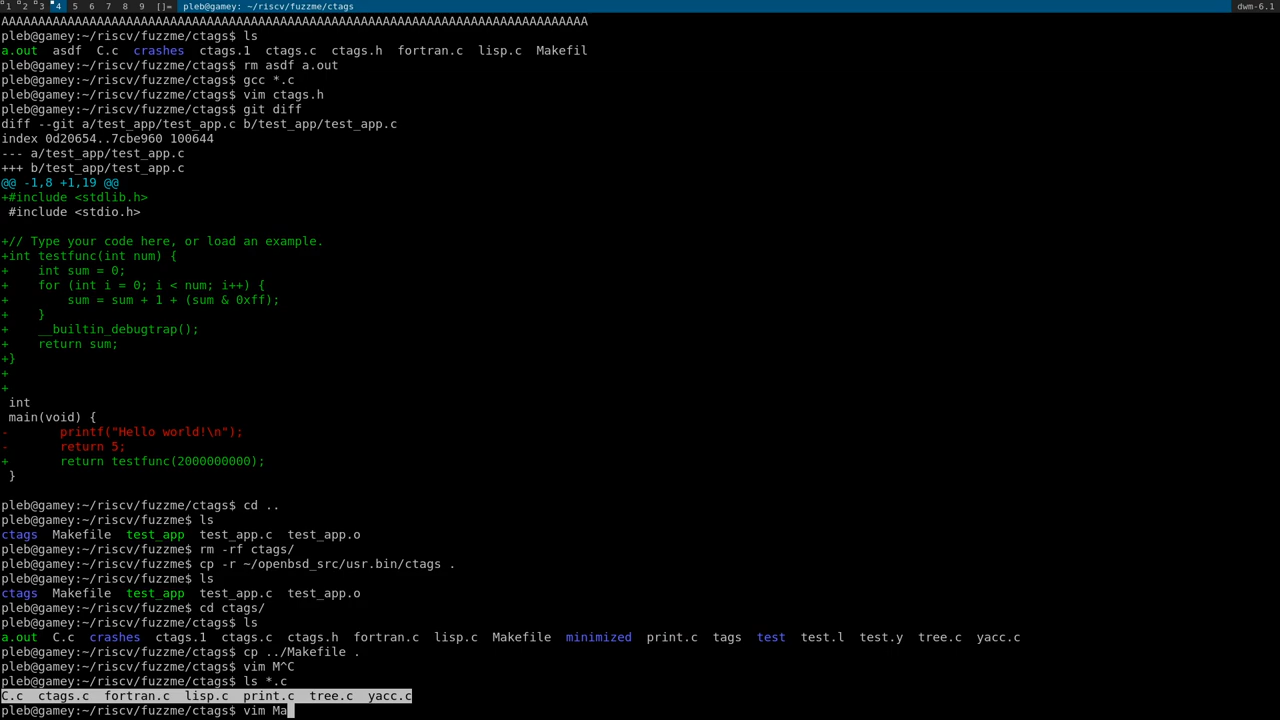 1 2 3 4 5 6 7 8 9 []= pleb@gamey: ~/riscv/fuzzme/ctags dwm-6.1
AAAAAAAAAAAAAAAAAAAAAAAAAAAAAAAAAAAAAAAAAAAAAAAAAAAAAAAAAAAAAAAAAAAAAAAAAAAAAAAA
pleb@gamey:~/riscv/fuzzme/ctags$ ls
a.out  asdf  C.c  crashes  ctags.1  ctags.c  ctags.h  fortran.c  lisp.c  Makefil
pleb@gamey:~/riscv/fuzzme/ctags$ rm asdf a.out
pleb@gamey:~/riscv/fuzzme/ctags$ gcc *.c
pleb@gamey:~/riscv/fuzzme/ctags$ vim ctags.h
pleb@gamey:~/riscv/fuzzme/ctags$ git diff
diff --git a/test_app/test_app.c b/test_app/test_app.c
index 0d20654..7cbe960 100644
--- a/test_app/test_app.c
+++ b/test_app/test_app.c
@@ -1,8 +1,19 @@
+#include <stdlib.h>
 #include <stdio.h>
+// Type your code here, or load an example.
+int testfunc(int num) {
+    int sum = 0;
+    for (int i = 0; i < num; i++) {
+        sum = sum + 1 + (sum & 0xff);
+    }
+    __builtin_debugtrap();
+    return sum;
+}
+
+
 int
 main(void) {
-       printf("Hello world!\n");
-       return 5;
+       return testfunc(2000000000);
 }
pleb@gamey:~/riscv/fuzzme/ctags$ cd ..
pleb@gamey:~/riscv/fuzzme$ ls
ctags  Makefile  test_app  test_app.c  test_app.o
pleb@gamey:~/riscv/fuzzme$ rm -rf ctags/
pleb@gamey:~/riscv/fuzzme$ cp -r ~/openbsd_src/usr.bin/ctags .
pleb@gamey:~/riscv/fuzzme$ ls
ctags  Makefile  test_app  test_app.c  test_app.o
pleb@gamey:~/riscv/fuzzme$ cd ctags/
pleb@gamey:~/riscv/fuzzme/ctags$ ls
a.out  C.c  crashes  ctags.1  ctags.c  ctags.h  fortran.c  lisp.c  Makefile  minimized  print.c  tags  test  test.l  test.y  tree.c  yacc.c
pleb@gamey:~/riscv/fuzzme/ctags$ cp ../Makefile .
pleb@gamey:~/riscv/fuzzme/ctags$ vim M^C
pleb@gamey:~/riscv/fuzzme/ctags$ ls *.c
C.c  ctags.c  fortran.c  lisp.c  print.c  tree.c  yacc.c
pleb@gamey:~/riscv/fuzzme/ctags$ vim Ma